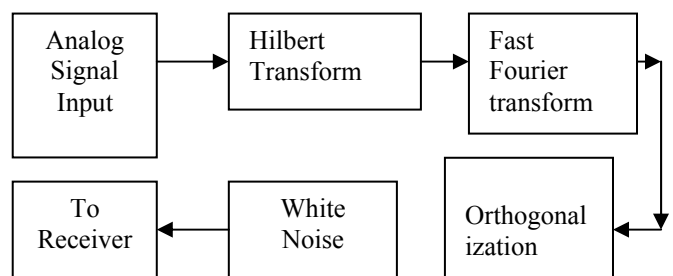 Analog
Signal
Input
Hilbert
Transform
Fast
Fourier
transform
To
Receiver
White
Noise
Orthogonal
ization